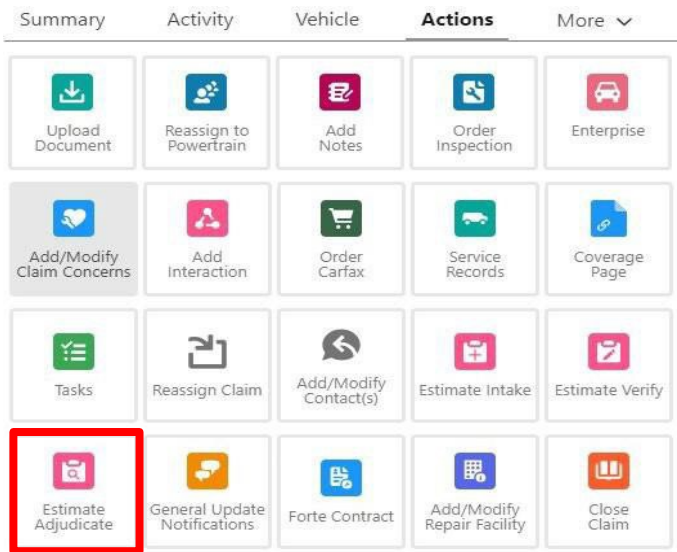 Summary Activity Vehicle Actions More
Upload Document
Reassign to Powertrain
Add Notes
Order Inspection
Enterprise
Add/Modify Claim Concerns
Add Interaction
Order Carfax
Service Records
Coverage Page
Tasks
Reassign Claim
Add/Modify Contact(s)
Estimate Intake
Estimate Verify
Estimate Adjudicate
General Update Notifications
Forte Contract
Add/Modify Repair Facility
Close Claim